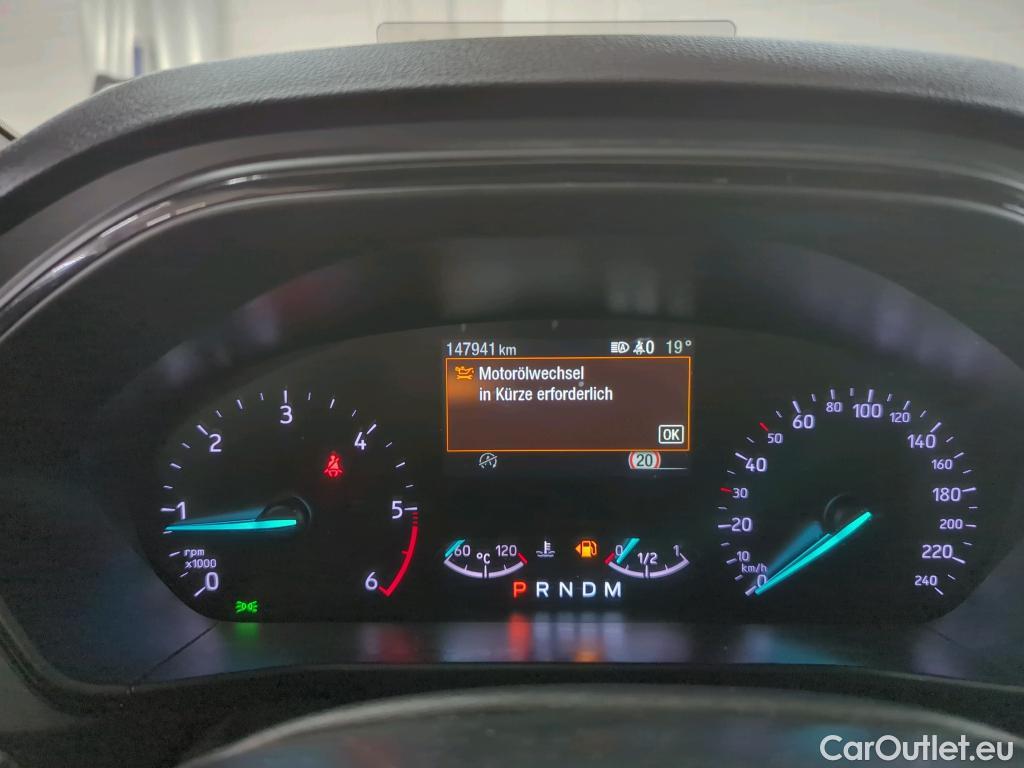 147941 km A 0 19°
Motorölwechsel
in Kürze erforderlich
OK
20
0 1 2 3 4 5 6
rpm
x1000
60 °C 120
0 1/2 1
P R N D M
0 10 20 30 40 50 60 80 100 120 140 160 180 200 220 240
km/h
CarOutlet.eu